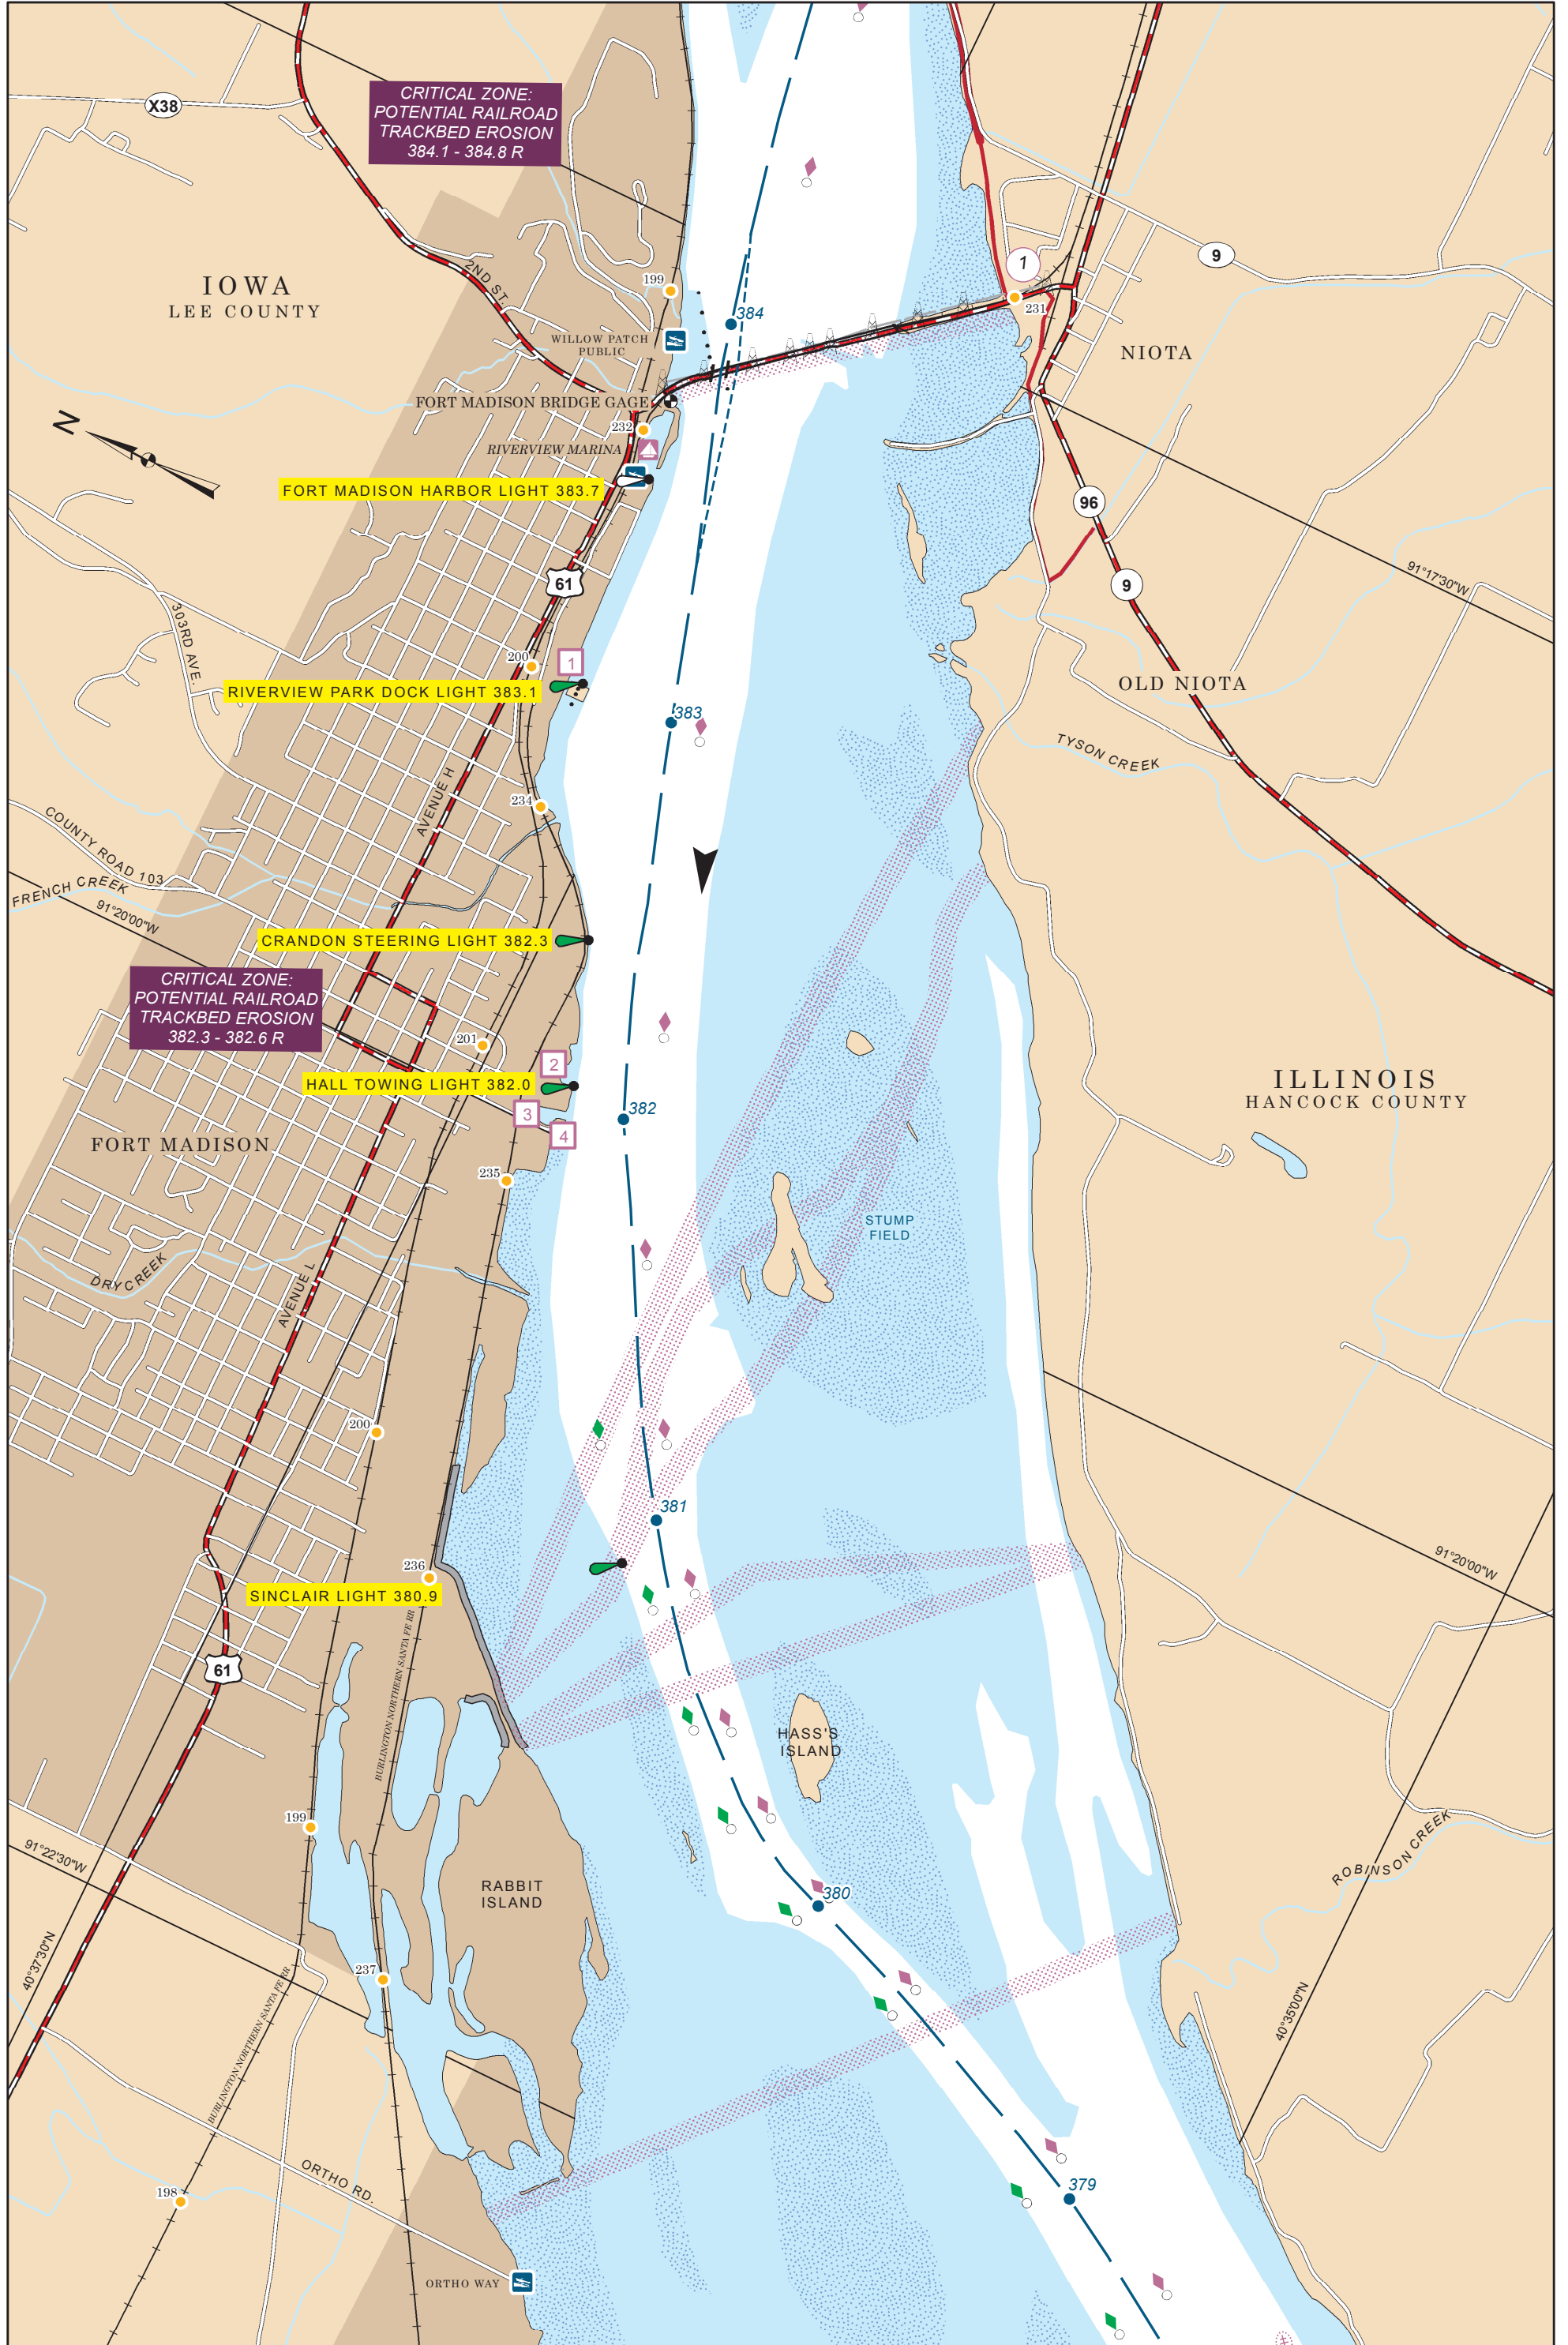 CRITICAL ZONE:
POTENTIAL RAILROAD
TRACKBED EROSION
384.1 - 384.8 R
X38
IOWA
LEE COUNTY
2ND ST.
199
WILLOW PATCH
PUBLIC
384
1
231
9
NIOTA
FORT MADISON BRIDGE GAGE
232
RIVERVIEW MARINA
N
FORT MADISON HARBOR LIGHT 383.7
96
61
9
91°17'30"W
303RD AVE.
200
1
RIVERVIEW PARK DOCK LIGHT 383.1
OLD NIOTA
383
TYSON CREEK
AVENUE H
234
COUNTY ROAD 103
FRENCH CREEK
91°20'00"W
CRANDON STEERING LIGHT 382.3
CRITICAL ZONE:
POTENTIAL RAILROAD
TRACKBED EROSION
382.3 - 382.6 R
201
2
HALL TOWING LIGHT 382.0
3
4
382
ILLINOIS
HANCOCK COUNTY
FORT MADISON
235
STUMP
FIELD
DRY CREEK
AVENUE L
200
381
236
SINCLAIR LIGHT 380.9
91°20'00"W
BURLINGTON NORTHERN SANTA FE RR
61
HASS'S
ISLAND
199
91°22'30"W
RABBIT
ISLAND
380
ROBINSON CREEK
40°37'30"N
237
BURLINGTON NORTHERN SANTA FE RR
40°35'00"N
ORTHO RD.
198
379
ORTHO WAY